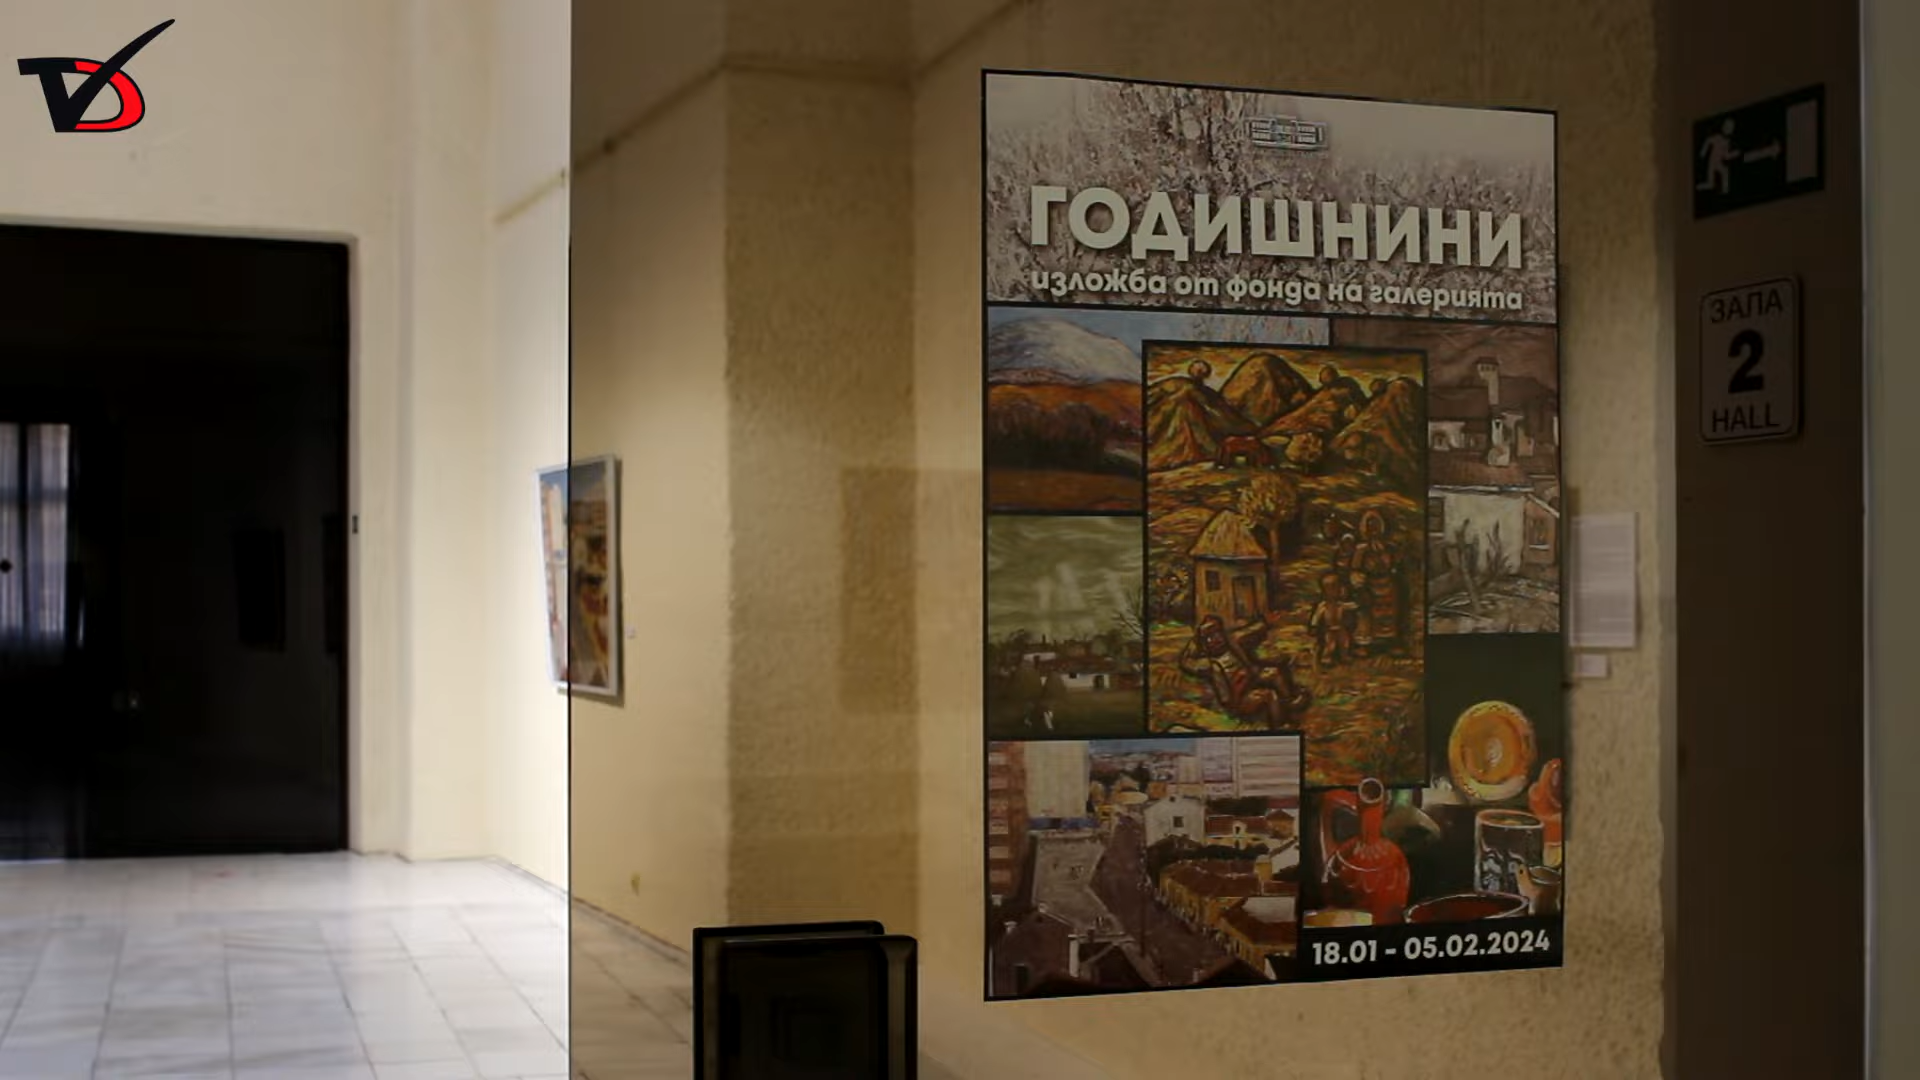 ГОДИШНИНИ
изложба от фонда на галерията
18.01 - 05.02.2024
ЗАЛА
2
HALL